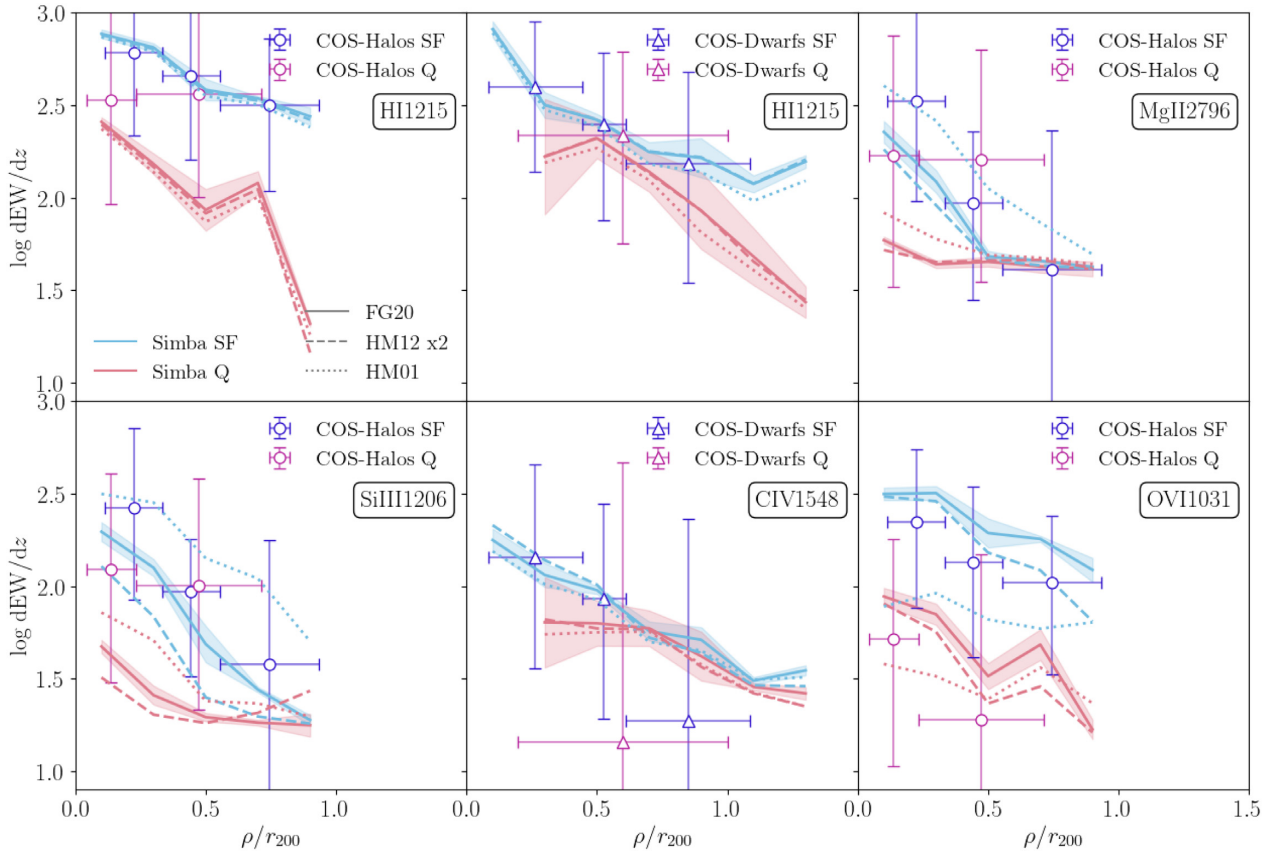 3.0
2.5
2.0
1.5
1.0
log dEW/dz
COS-Halos SF
COS-Halos Q
HI1215
Simba SF
Simba Q
FG20
HM12 x2
HM01
COS-Dwarfs SF
COS-Dwarfs Q
HI1215
COS-Halos SF
COS-Halos Q
MgII2796
3.0
2.5
2.0
1.5
1.0
log dEW/dz
COS-Halos SF
COS-Halos Q
SiIII1206
COS-Dwarfs SF
COS-Dwarfs Q
CIV1548
COS-Halos SF
COS-Halos Q
OVI1031
0.0 0.5 1.0 0.0 0.5 1.0 0.0 0.5 1.0 1.5
ρ/r200 ρ/r200 ρ/r200